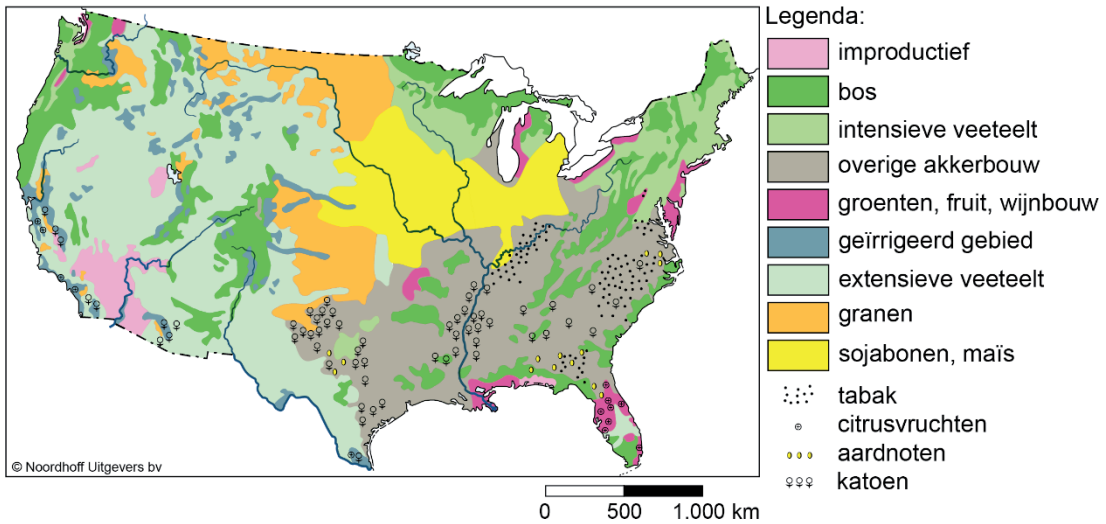 Legenda:
improductief
bos
intensieve veeteelt
overige akkerbouw
groenten, fruit, wijnbouw
geïrrigeerd gebied
extensieve veeteelt
granen
sojabonen, maïs
tabak
citrusvruchten
aardnoten
katoen
© Noordhoff Uitgevers bv
0 500 1.000 km